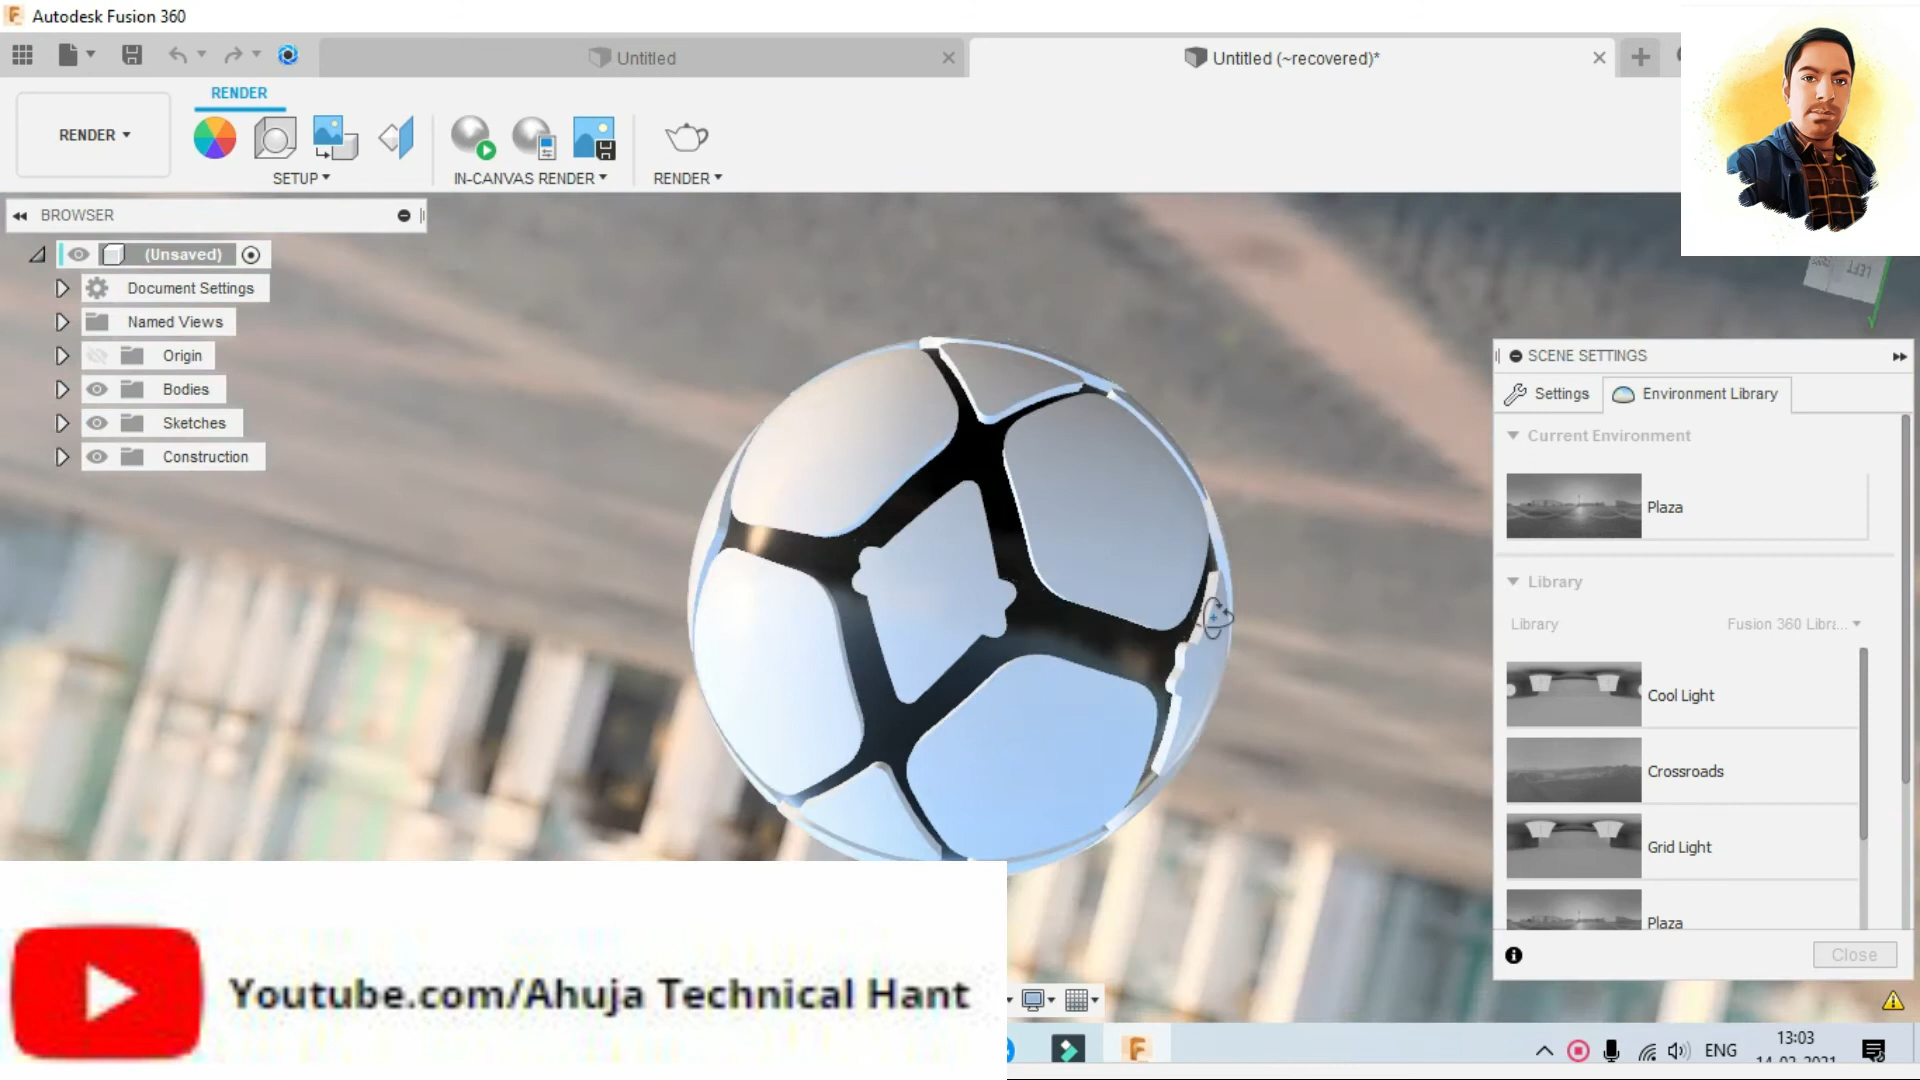 Autodesk Fusion 360
Untitled
Untitled (~recovered)*
RENDER
RENDER
SETUP
IN-CANVAS RENDER
RENDER
BROWSER
(Unsaved)
Document Settings
Named Views
Origin
Bodies
Sketches
Construction
LEFT
SCENE SETTINGS
Settings
Environment Library
Current Environment
Plaza
Library
Library
Fusion 360 Libr...
Cool Light
Crossroads
Grid Light
Plaza
Close
Youtube.com/Ahuja Technical Hant
ENG
13:03